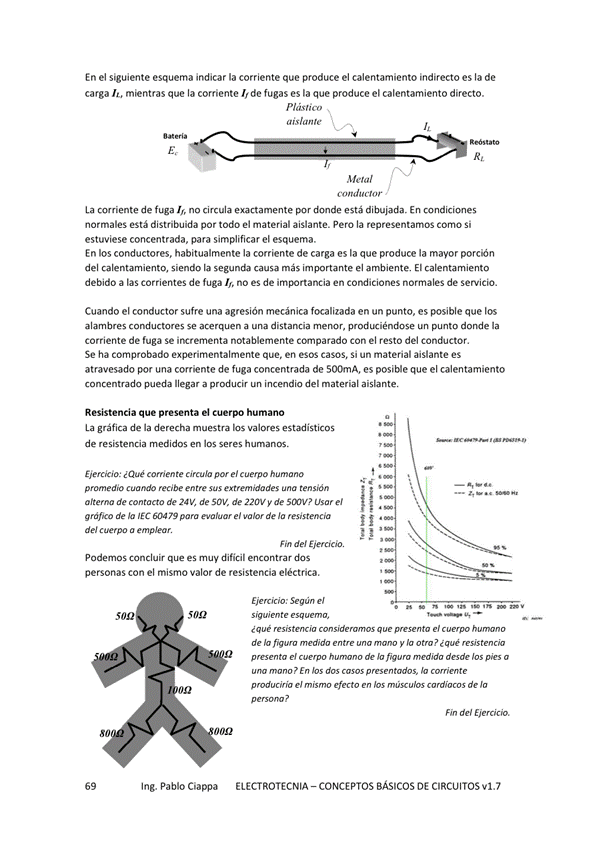 En el siguiente esquema indicar la corriente que produce el calentamiento indirecto es la de
carga IL, mientras que la corriente If de fugas es la que produce el calentamiento directo.
Plástico
aislante
Batería
Ec
IL
Reóstato
RL
If
Metal
conductor
La corriente de fuga If, no circula exactamente por donde está dibujada. En condiciones
normales está distribuida por todo el material aislante. Pero la representamos como si
estuviese concentrada, para simplificar el esquema.
En los conductores, habitualmente la corriente de carga es la que produce la mayor porción
del calentamiento, siendo la segunda causa más importante el ambiente. El calentamiento
debido a las corrientes de fuga If, no es de importancia en condiciones normales de servicio.
Cuando el conductor sufre una agresión mecánica focalizada en un punto, es posible que los
alambres conductores se acerquen a una distancia menor, produciéndose un punto donde la
corriente de fuga se incrementa notablemente comparado con el resto del conductor.
Se ha comprobado experimentalmente que, en esos casos, si un material aislante es
atravesado por una corriente de fuga concentrada de 500mA, es posible que el calentamiento
concentrado pueda llegar a producir un incendio del material aislante.
Resistencia que presenta el cuerpo humano
La gráfica de la derecha muestra los valores estadísticos
de resistencia medidos en los seres humanos.
Ejercicio: ¿Qué corriente circula por el cuerpo humano
promedio cuando recibe entre sus extremidades una tensión
alterna de contacto de 24V, de 50V, de 220V y de 500V? Usar el
gráfico de la IEC 60479 para evaluar el valor de la resistencia
del cuerpo a emplear.
Fin del Ejercicio.
Podemos concluir que es muy difícil encontrar dos
personas con el mismo valor de resistencia eléctrica.
Ω
8 500
8 000
7 500
7 000
6 500
6 000
5 500
5 000
4 500
4 000
3 500
3 000
2 500
2 000
1 500
1 000
500
0
Total body impedance ZT
Total body resistance RT
Source: IEC 60479-Part 1 (BS PD6519-1)
60V
RT for d.c.
ZT for a.c. 50/60 Hz
95 %
50 %
5 %
0 25 50 75 100 125 150 175 200 220 V
Touch voltage UT
50Ω
50Ω
500Ω
500Ω
100Ω
800Ω
800Ω
Ejercicio: Según el
siguiente esquema,
¿qué resistencia consideramos que presenta el cuerpo humano
de la figura medida entre una mano y la otra? ¿qué resistencia
presenta el cuerpo humano de la figura medida desde los pies a
una mano? En los dos casos presentados, la corriente
produciría el mismo efecto en los músculos cardíacos de la
persona?
Fin del Ejercicio.
69 Ing. Pablo Ciappa ELECTROTECNIA – CONCEPTOS BÁSICOS DE CIRCUITOS v1.7